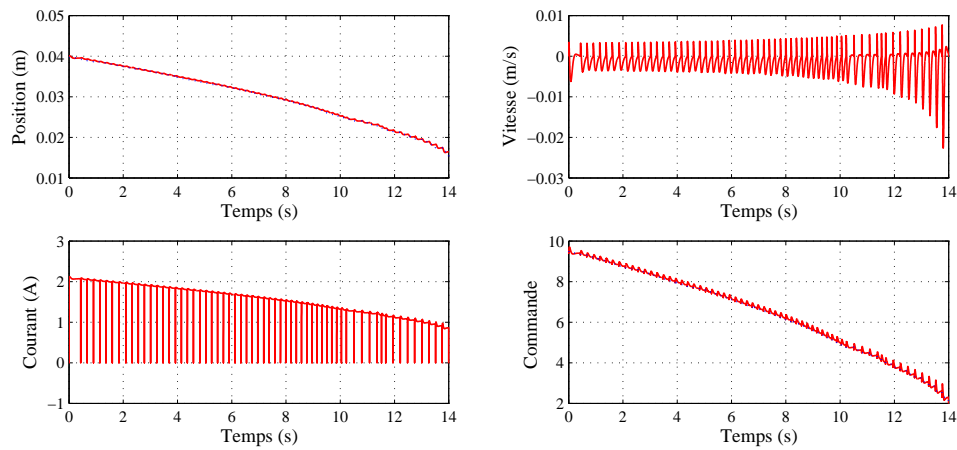 0.05
0.04
0.03
0.02
0.01
Position (m)
0 2 4 6 8 10 12 14
Temps (s)
0.01
0
−0.01
−0.02
−0.03
Vitesse (m/s)
0 2 4 6 8 10 12 14
Temps (s)
3
2
1
0
−1
Courant (A)
0 2 4 6 8 10 12 14
Temps (s)
10
8
6
4
2
Commande
0 2 4 6 8 10 12 14
Temps (s)